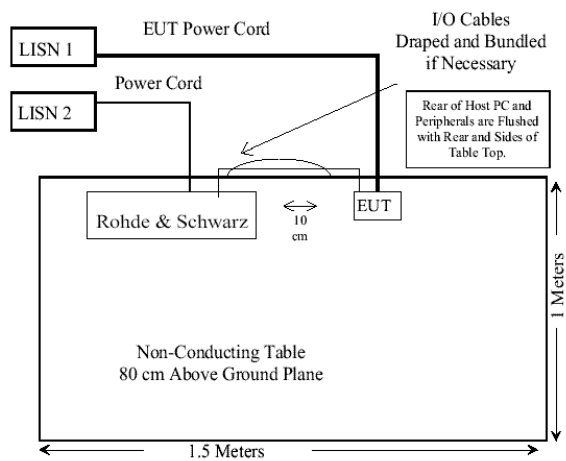 LISN 1
EUT Power Cord
I/O Cables
Draped and Bundled
if Necessary
Power Cord
LISN 2
Rear of Host PC and
Peripherals are Flushed
with Rear and Sides of
Table Top.
Rohde & Schwarz
10
cm
EUT
1 Meters
Non-Conducting Table
80 cm Above Ground Plane
1.5 Meters